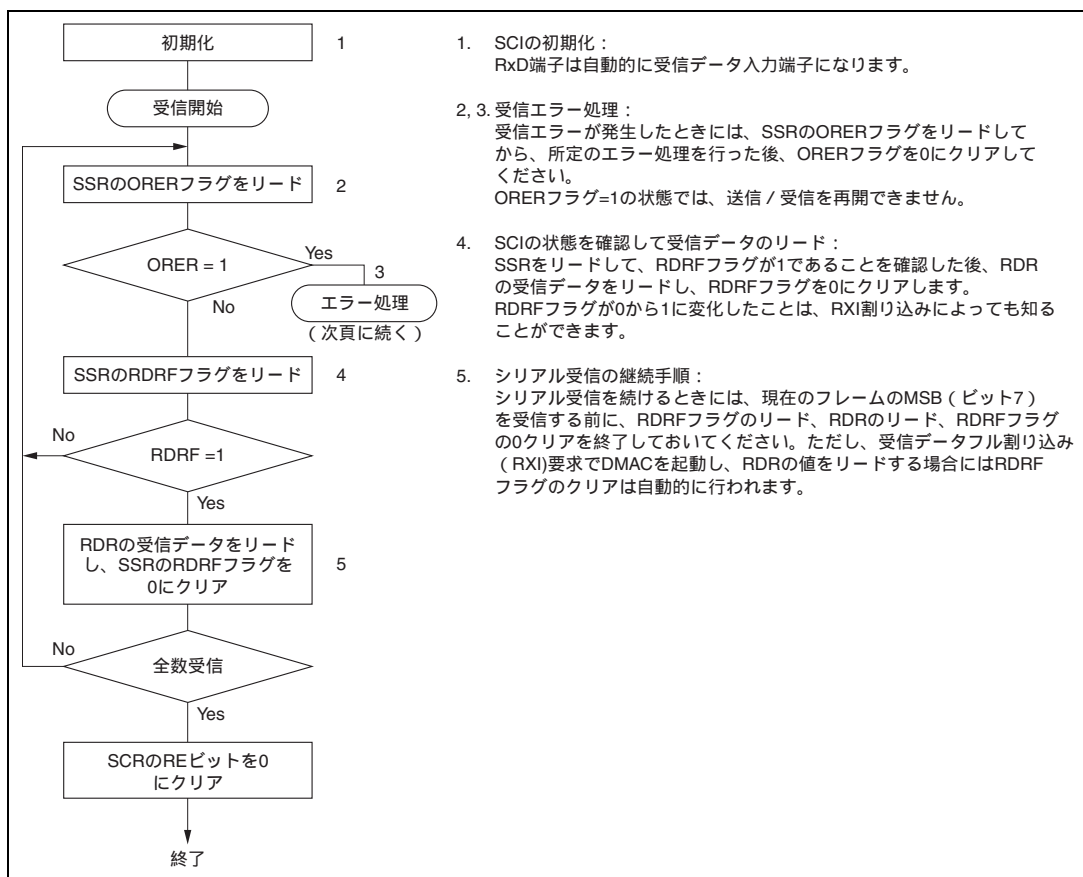 初期化
1
受信開始
SSRのORERフラグをリード
2
ORER = 1
Yes
3
No
エラー処理
(次頁に続く)
SSRのRDRFフラグをリード
4
No
RDRF =1
Yes
RDRの受信データをリード
し、SSRのRDRFフラグを
0にクリア
5
No
全数受信
Yes
SCRのREビットを0
にクリア
終了
1. SCIの初期化:
RxD端子は自動的に受信データ入力端子になります。
2, 3. 受信エラー処理:
受信エラーが発生したときには、SSRのORERフラグをリードして
から、所定のエラー処理を行った後、ORERフラグを0にクリアして
ください。
ORERフラグ=1の状態では、送信/受信を再開できません。
4. SCIの状態を確認して受信データのリード:
SSRをリードして、RDRFフラグが1であることを確認した後、RDR
の受信データをリードし、RDRFフラグを0にクリアします。
RDRFフラグが0から1に変化したことは、RXI割り込みによっても知る
ことができます。
5. シリアル受信の継続手順:
シリアル受信を続けるときには、現在のフレームのMSB(ビット7)
を受信する前に、RDRFフラグのリード、RDRのリード、RDRFフラグ
の0クリアを終了しておいてください。ただし、受信データフル割り込み
(RXI)要求でDMACを起動し、RDRの値をリードする場合にはRDRF
フラグのクリアは自動的に行われます。